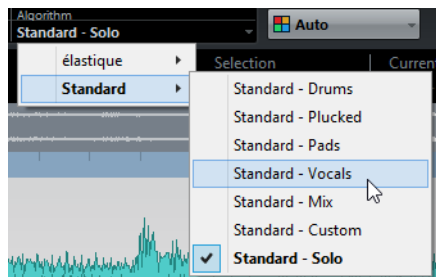 Algorithm
Standard - Solo
Auto
élastique
Standard
Selection
Curren
Standard - Drums
Standard - Plucked
Standard - Pads
Standard - Vocals
Standard - Mix
Standard - Custom
Standard - Solo